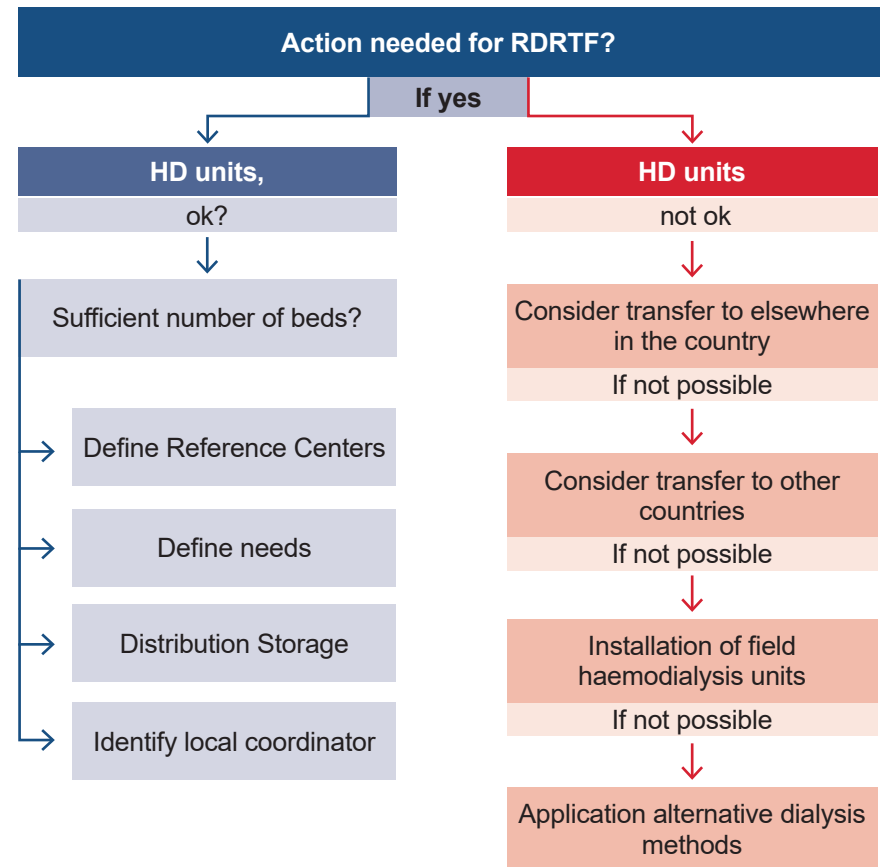 Action needed for RDRTF?
If yes
HD units,
ok?
Sufficient number of beds?
Define Reference Centers
Define needs
Distribution Storage
Identify local coordinator
HD units
not ok
Consider transfer to elsewhere
in the country
If not possible
Consider transfer to other
countries
If not possible
Installation of field
haemodialysis units
If not possible
Application alternative dialysis
methods